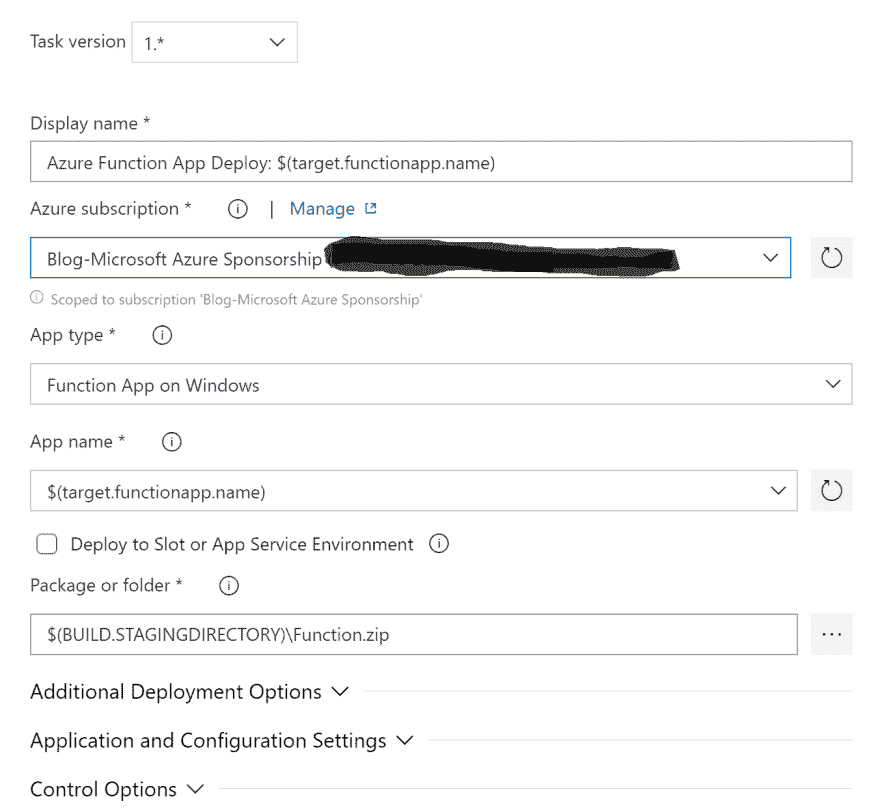 Task version 1.*
Display name *
Azure Function App Deploy: $(target.functionapp.name)
Azure subscription * | Manage
Blog-Microsoft Azure Sponsorship
Scoped to subscription 'Blog-Microsoft Azure Sponsorship'
App type *
Function App on Windows
App name *
$(target.functionapp.name)
Deploy to Slot or App Service Environment
Package or folder *
$(BUILD.STAGINGDIRECTORY)\Function.zip
...
Additional Deployment Options
Application and Configuration Settings
Control Options